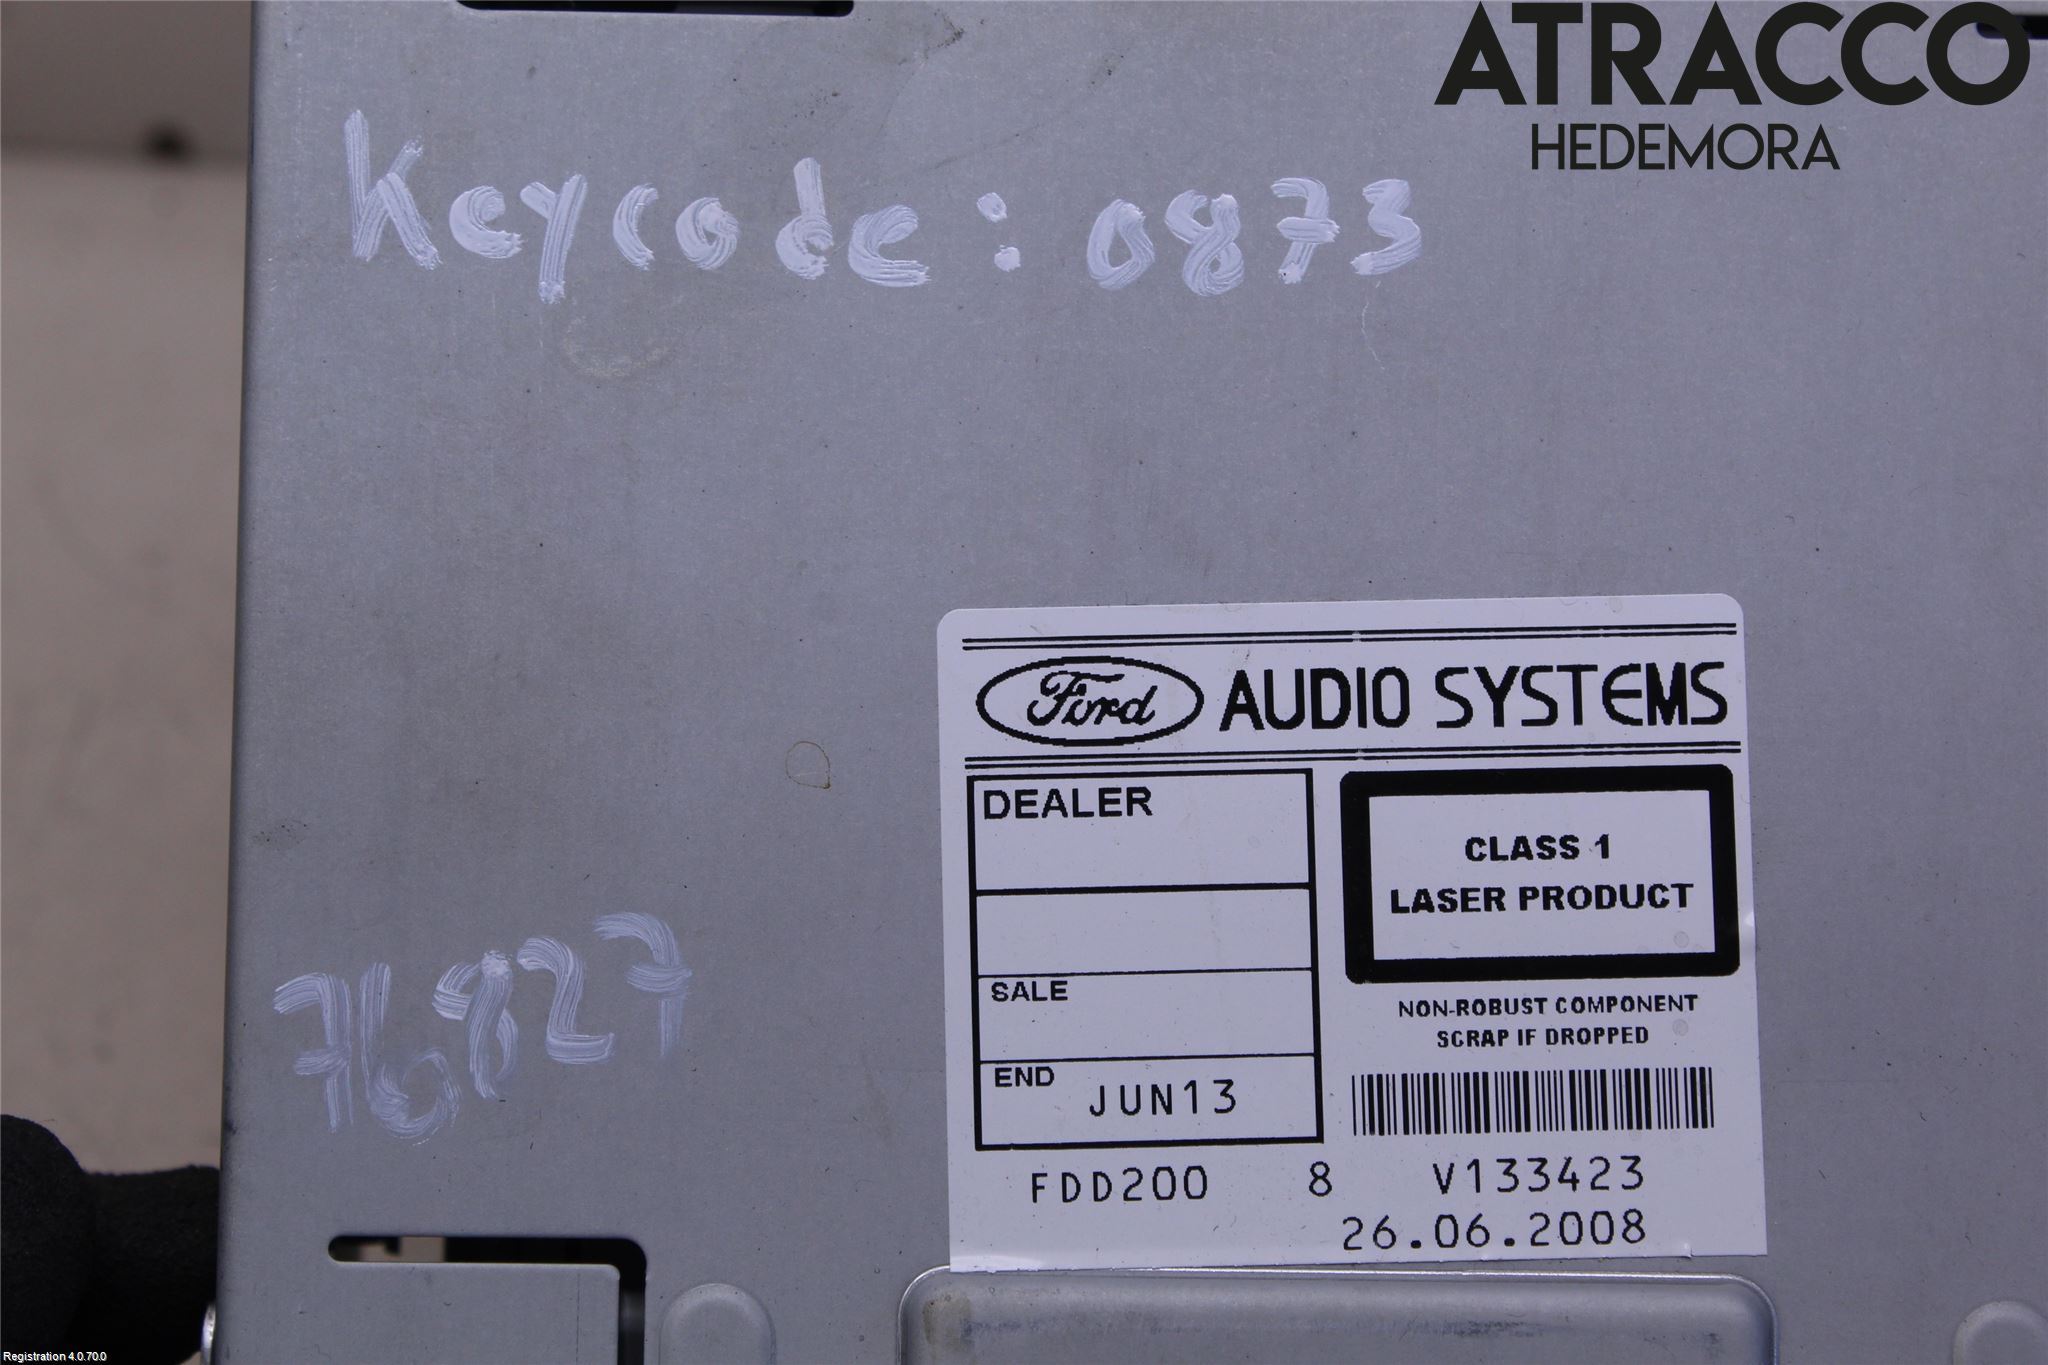 ATRACCO
HEDEMORA
Keycode: 0873
Ford AUDIO SYSTEMS
DEALER
CLASS 1
LASER PRODUCT
SALE
NON-ROBUST COMPONENT
SCRAP IF DROPPED
END JUN13
FDD200 8 V133423
26.06.2008
76827
Registration 4.0.70.0